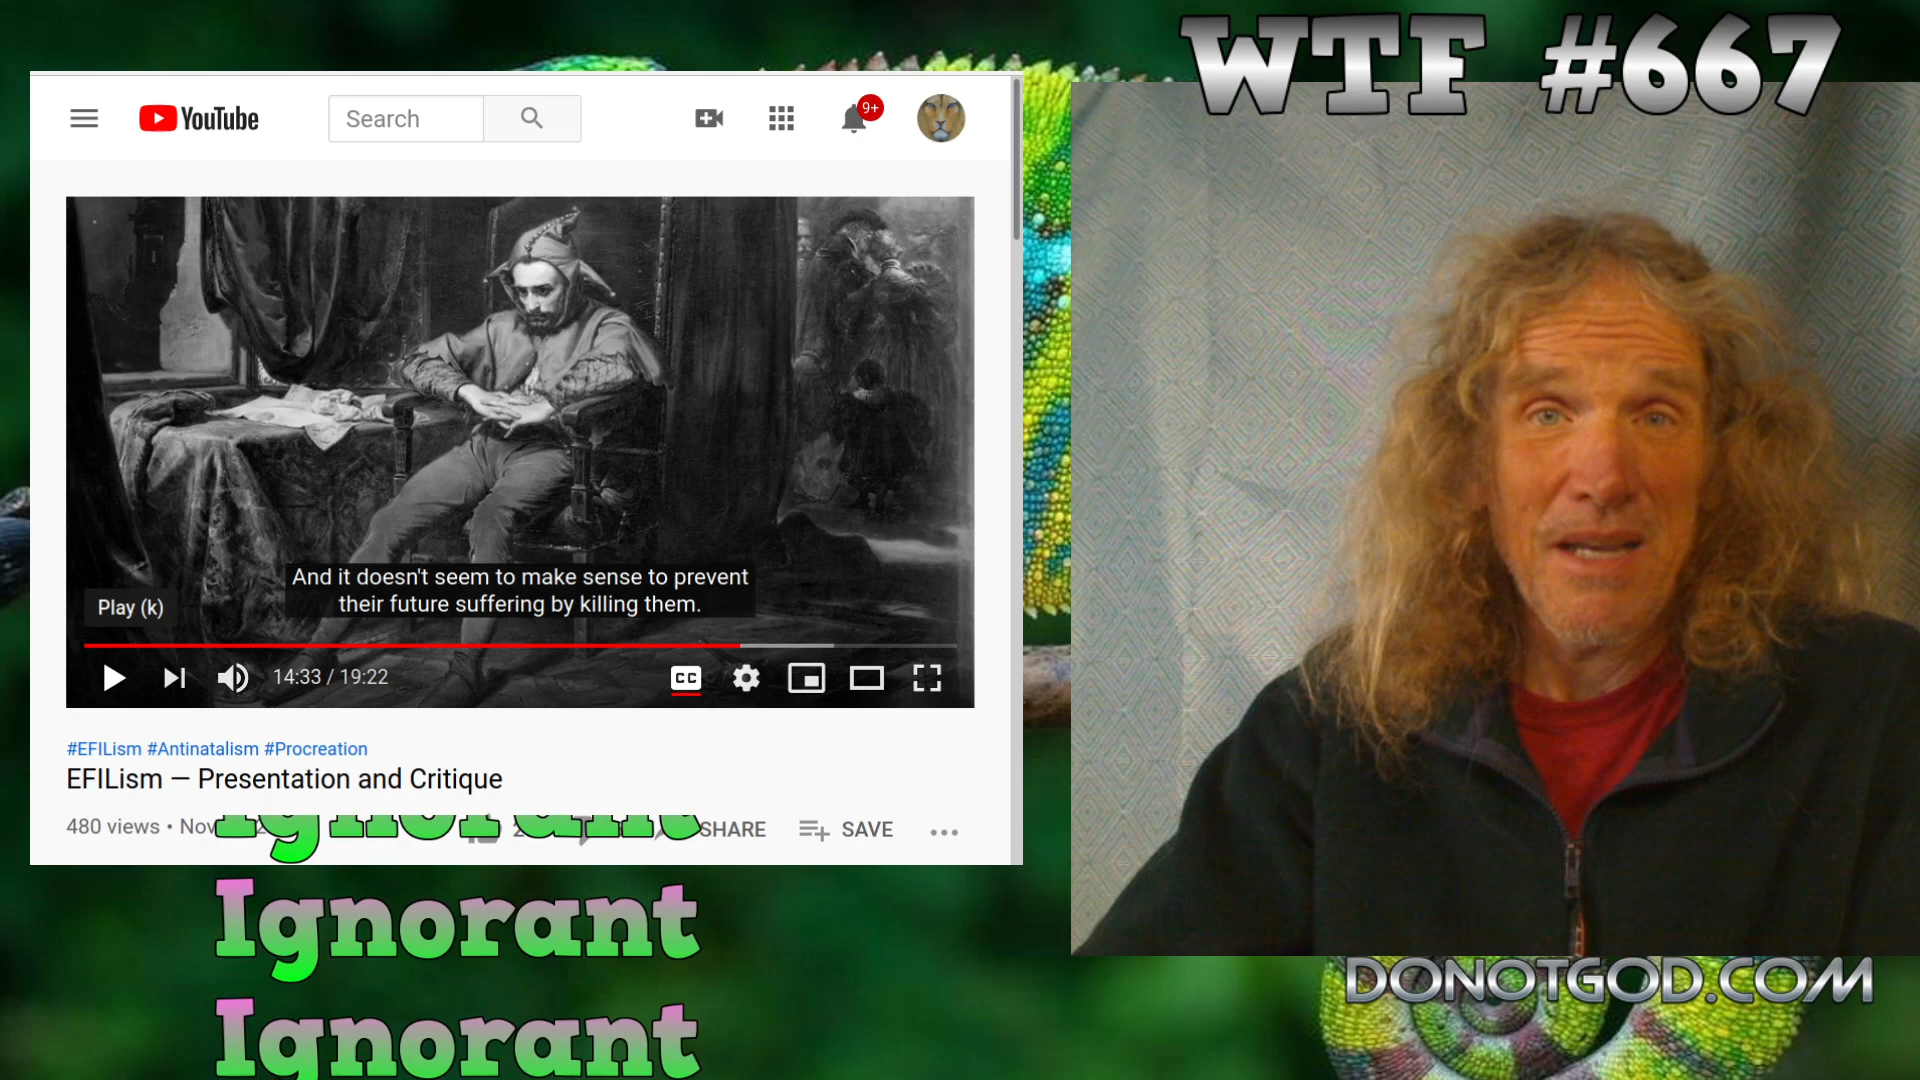 WTF #667
YouTube
Search
9+
And it doesn't seem to make sense to prevent
their future suffering by killing them.
Play (k)
14:33 / 19:22
CC
#EFILism #Antinatalism #Procreation
EFILism — Presentation and Critique
480 views • Nov
SHARE
SAVE
Ignorant
Ignorant
Ignorant
DONOTGOD.COM